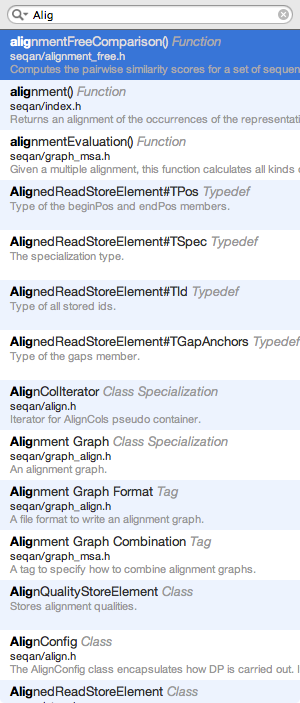 Alig
alignmentFreeComparison() Function
seqan/alignment_free.h
Computes the pairwise similarity scores for a set of sequen
alignment() Function
seqan/index.h
Returns an alignment of the occurrences of the representati
alignmentEvaluation() Function
seqan/graph_msa.h
Given a multiple alignment, this function calculates all kinds o
AlignedReadStoreElement#TPos Typedef
Type of the beginPos and endPos members.
AlignedReadStoreElement#TSpec Typedef
The specialization type.
AlignedReadStoreElement#TId Typedef
Type of all stored ids.
AlignedReadStoreElement#TGapAnchors Typedef
Type of the gaps member.
AlignColIterator Class Specialization
seqan/align.h
Iterator for AlignCols pseudo container.
Alignment Graph Class Specialization
seqan/graph_align.h
An alignment graph.
Alignment Graph Format Tag
seqan/graph_align.h
A file format to write an alignment graph.
Alignment Graph Combination Tag
seqan/graph_msa.h
A tag to specify how to combine alignment graphs.
AlignQualityStoreElement Class
Stores alignment qualities.
AlignConfig Class
seqan/align.h
The AlignConfig class encapsulates how DP is carried out. I
AlignedReadStoreElement Class